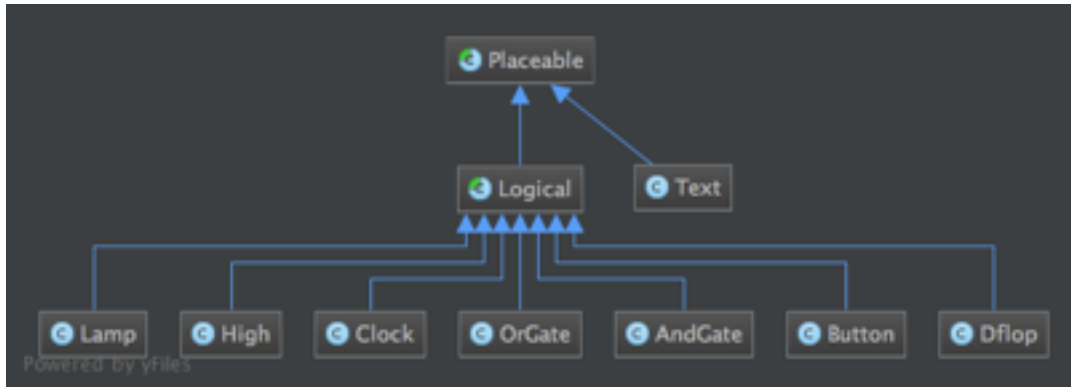 Placeable
Logical
Text
Lamp
High
Clock
OrGate
AndGate
Button
Dflop
Powered by yFiles